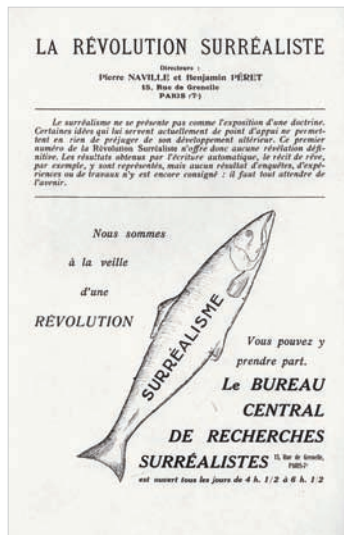 LA RÉVOLUTION SURRÉALISTE
Directeurs :
Pierre NAVILLE et Benjamin PÉRET
15, Rue de Grenelle
PARIS (7ᵉ)
Le surréalisme ne se présente pas comme l'exposition d'une doctrine.
Certaines idées qui lui servent actuellement de point d'appui ne permet-
tent en rien de préjuger de son développement ultérieur. Ce premier
numéro de la Révolution Surréaliste n'offre donc aucune révélation défi-
nitive. Les résultats obtenus par l'écriture automatique, le récit de rêve,
par exemple, y sont représentés, mais aucun résultat d'enquêtes, d'expé-
riences ou de travaux n'y est encore consigné : il faut tout attendre de
l'avenir.
Nous sommes
à la veille
d'une
RÉVOLUTION
SURRÉALISME
Vous pouvez y
prendre part.
Le BUREAU
CENTRAL
DE RECHERCHES
SURRÉALISTES 15, Rue de Grenelle,
PARIS-7ᵉ
est ouvert tous les jours de 4 h. 1/2 à 6 h. 1/2